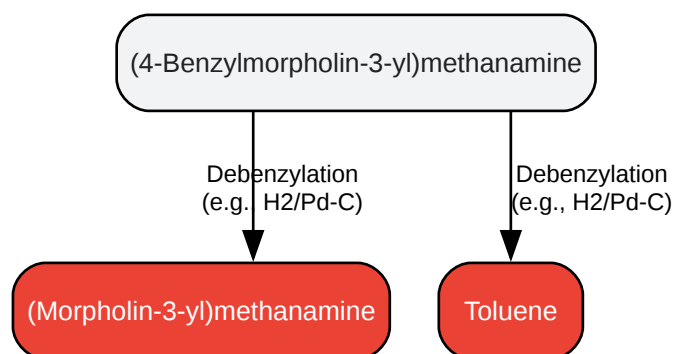 (4-Benzylmorpholin-3-yl)methanamine
Debenzylation
(e.g., H2/Pd-C)
Debenzylation
(e.g., H2/Pd-C)
(Morpholin-3-yl)methanamine
Toluene